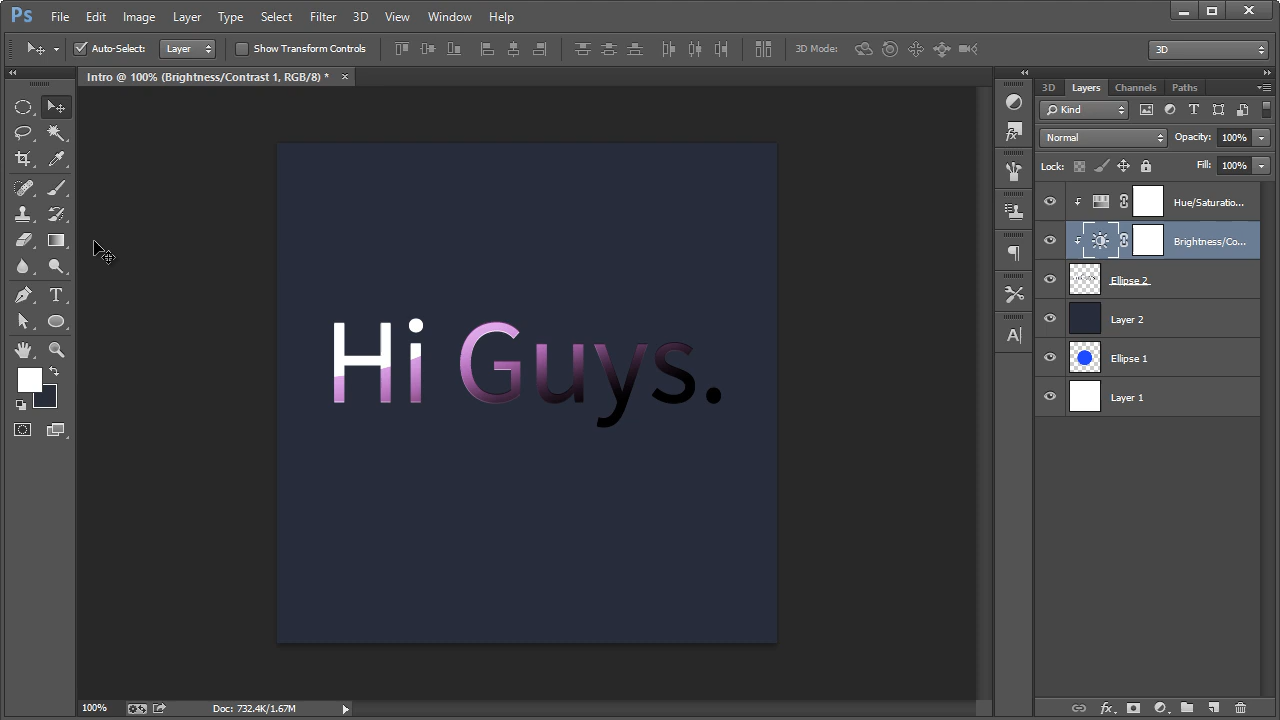 Ps File Edit Image Layer Type Select Filter 3D View Window Help
Auto-Select: Layer Show Transform Controls 3D Mode: 3D
Intro @ 100% (Brightness/Contrast 1, RGB/8) * ×
3D Layers Channels Paths
Kind
Normal Opacity: 100%
Lock: Fill: 100%
Hue/Saturatio...
Brightness/Co...
Ellipse 2
Layer 2
Ellipse 1
Layer 1
Hi Guys.
100% Doc: 732.4K/1.67M